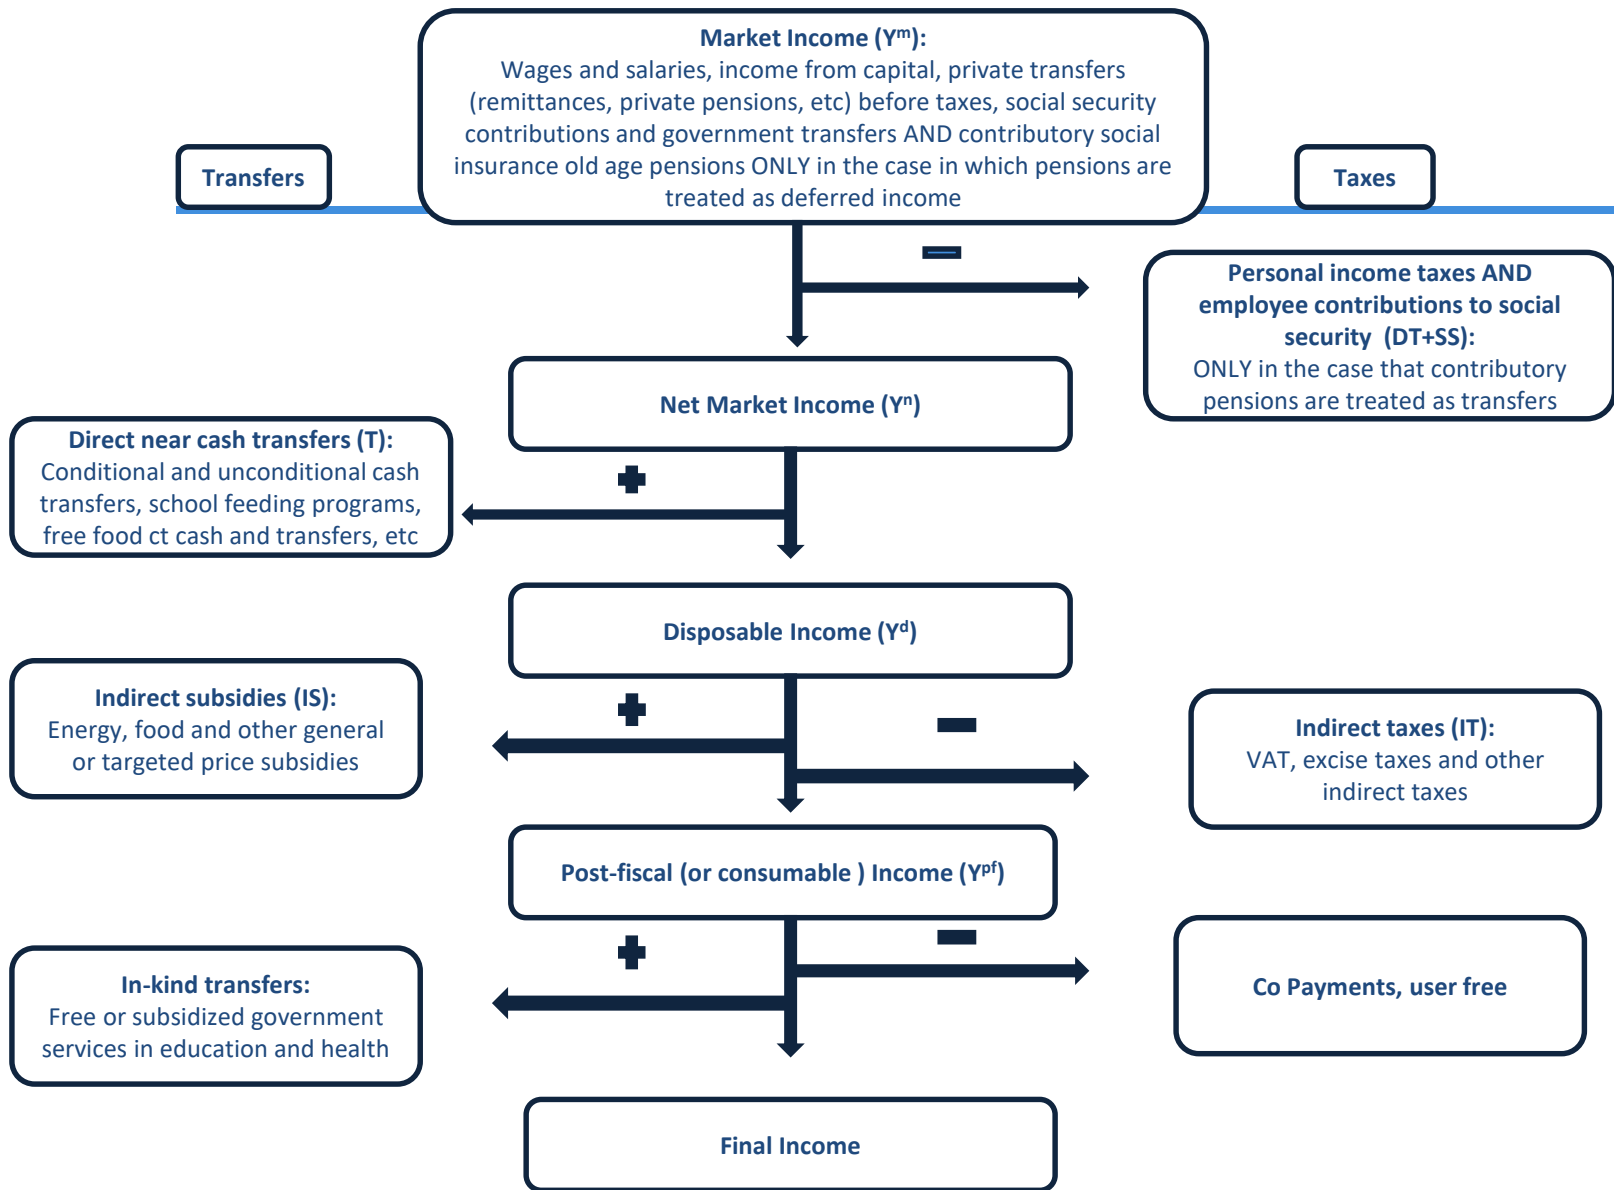 Market Income (Yᵐ):
Wages and salaries, income from capital, private transfers
(remittances, private pensions, etc) before taxes, social security
contributions and government transfers AND contributory social
insurance old age pensions ONLY in the case in which pensions are
treated as deferred income
Transfers
Taxes
Personal income taxes AND
employee contributions to social
security (DT+SS):
ONLY in the case that contributory
pensions are treated as transfers
Net Market Income (Yⁿ)
Direct near cash transfers (T):
Conditional and unconditional cash
transfers, school feeding programs,
free food ct cash and transfers, etc
Disposable Income (Yᵈ)
Indirect subsidies (IS):
Energy, food and other general
or targeted price subsidies
Indirect taxes (IT):
VAT, excise taxes and other
indirect taxes
Post-fiscal (or consumable ) Income (Yᵖᶠ)
In-kind transfers:
Free or subsidized government
services in education and health
Co Payments, user free
Final Income